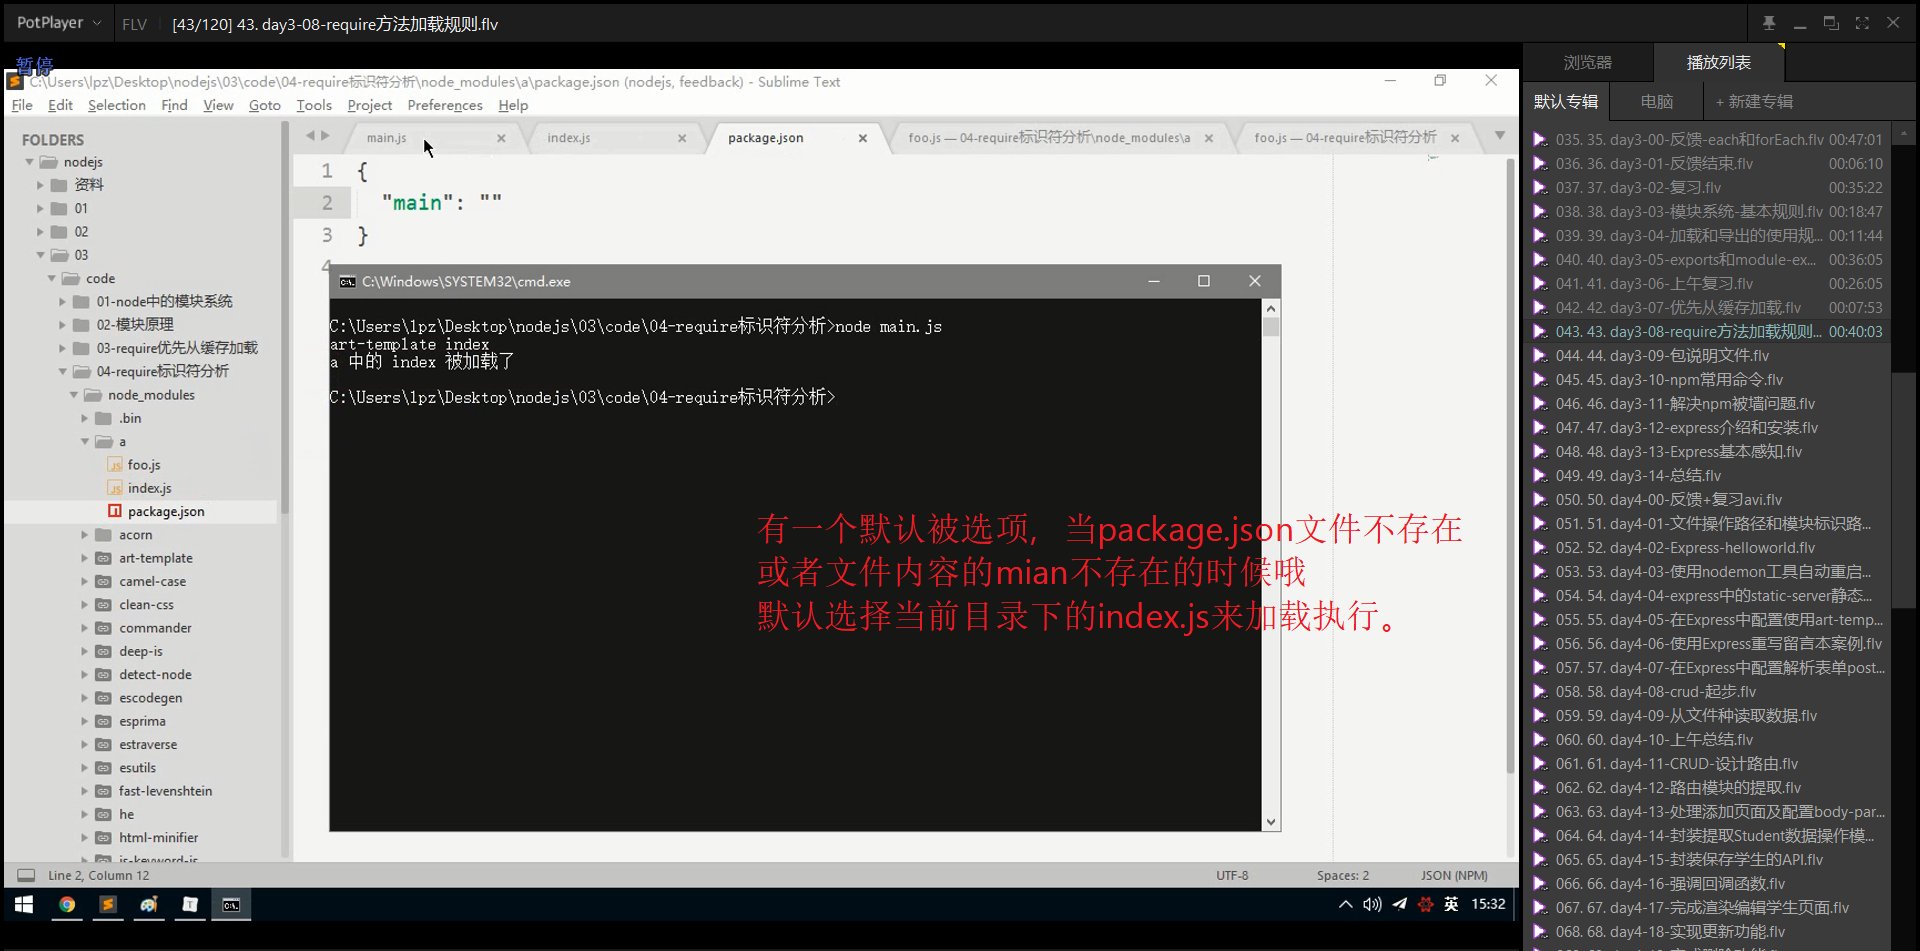 PotPlayer
FLV
[43/120] 43. day3-08-require方法加载规则.flv
暂停
C:\Users\lpz\Desktop\nodejs\03\code\04-require标识符分析\node_modules\a\package.json (nodejs, feedback) - Sublime Text
File Edit Selection Find View Goto Tools Project Preferences Help
FOLDERS
nodejs
资料
01
02
03
code
01-node中的模块系统
02-模块原理
03-require优先从缓存加载
04-require标识符分析
node_modules
.bin
a
foo.js
index.js
package.json
acorn
art-template
camel-case
clean-css
commander
deep-is
detect-node
escodegen
esprima
estraverse
esutils
fast-levenshtein
he
html-minifier
is-keyword-js
main.js
index.js
package.json
foo.js — 04-require标识符分析\node_modules\a
foo.js — 04-require标识符分析
1 {
2 "main": ""
3 }
4
C:\Windows\SYSTEM32\cmd.exe
C:\Users\lpz\Desktop\nodejs\03\code\04-require标识符分析>node main.js
art-template index
a 中的 index 被加载了
C:\Users\lpz\Desktop\nodejs\03\code\04-require标识符分析>
有一个默认被选项，当package.json文件不存在
或者文件内容的mian不存在的时候哦
默认选择当前目录下的index.js来加载执行。
Line 2, Column 12
UTF-8
Spaces: 2
JSON (NPM)
英
15:32
浏览器
播放列表
默认专辑
电脑
+ 新建专辑
035. 35. day3-00-反馈-each和forEach.flv 00:47:01
036. 36. day3-01-反馈结束.flv 00:06:10
037. 37. day3-02-复习.flv 00:35:22
038. 38. day3-03-模块系统-基本规则.flv 00:18:47
039. 39. day3-04-加载和导出的使用规... 00:11:44
040. 40. day3-05-exports和module-ex... 00:36:05
041. 41. day3-06-上午复习.flv 00:26:05
042. 42. day3-07-优先从缓存加载.flv 00:07:53
043. 43. day3-08-require方法加载规则... 00:40:03
044. 44. day3-09-包说明文件.flv
045. 45. day3-10-npm常用命令.flv
046. 46. day3-11-解决npm被墙问题.flv
047. 47. day3-12-express介绍和安装.flv
048. 48. day3-13-Express基本感知.flv
049. 49. day3-14-总结.flv
050. 50. day4-00-反馈+复习avi.flv
051. 51. day4-01-文件操作路径和模块标识路...
052. 52. day4-02-Express-helloworld.flv
053. 53. day4-03-使用nodemon工具自动重启...
054. 54. day4-04-express中的static-server静态...
055. 55. day4-05-在Express中配置使用art-temp...
056. 56. day4-06-使用Express重写留言本案例.flv
057. 57. day4-07-在Express中配置解析表单post...
058. 58. day4-08-crud-起步.flv
059. 59. day4-09-从文件种读取数据.flv
060. 60. day4-10-上午总结.flv
061. 61. day4-11-CRUD-设计路由.flv
062. 62. day4-12-路由模块的提取.flv
063. 63. day4-13-处理添加页面及配置body-par...
064. 64. day4-14-封装提取Student数据操作模...
065. 65. day4-15-封装保存学生的API.flv
066. 66. day4-16-强调回调函数.flv
067. 67. day4-17-完成渲染编辑学生页面.flv
068. 68. day4-18-实现更新功能.flv